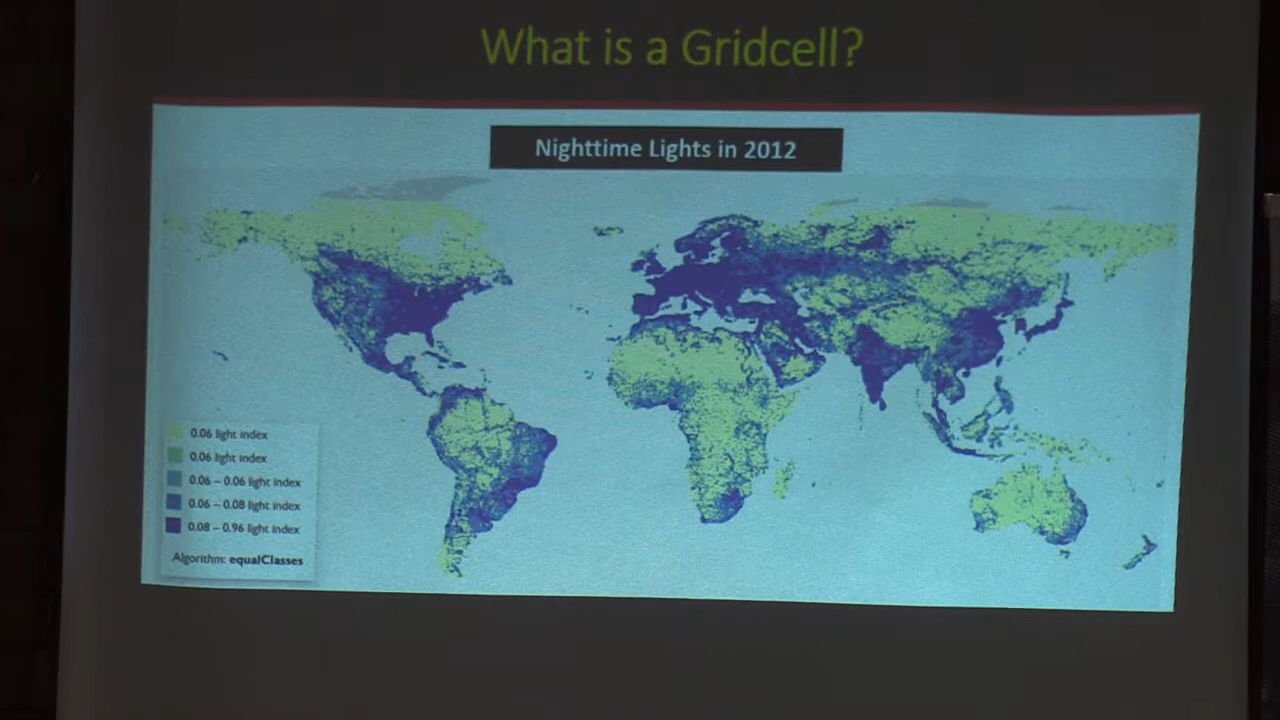 What is a Gridcell?
Nighttime Lights in 2012
0.06 light index
0.06 light index
0.06 – 0.06 light index
0.06 – 0.08 light index
0.08 – 0.96 light index
Algorithm: equalClasses